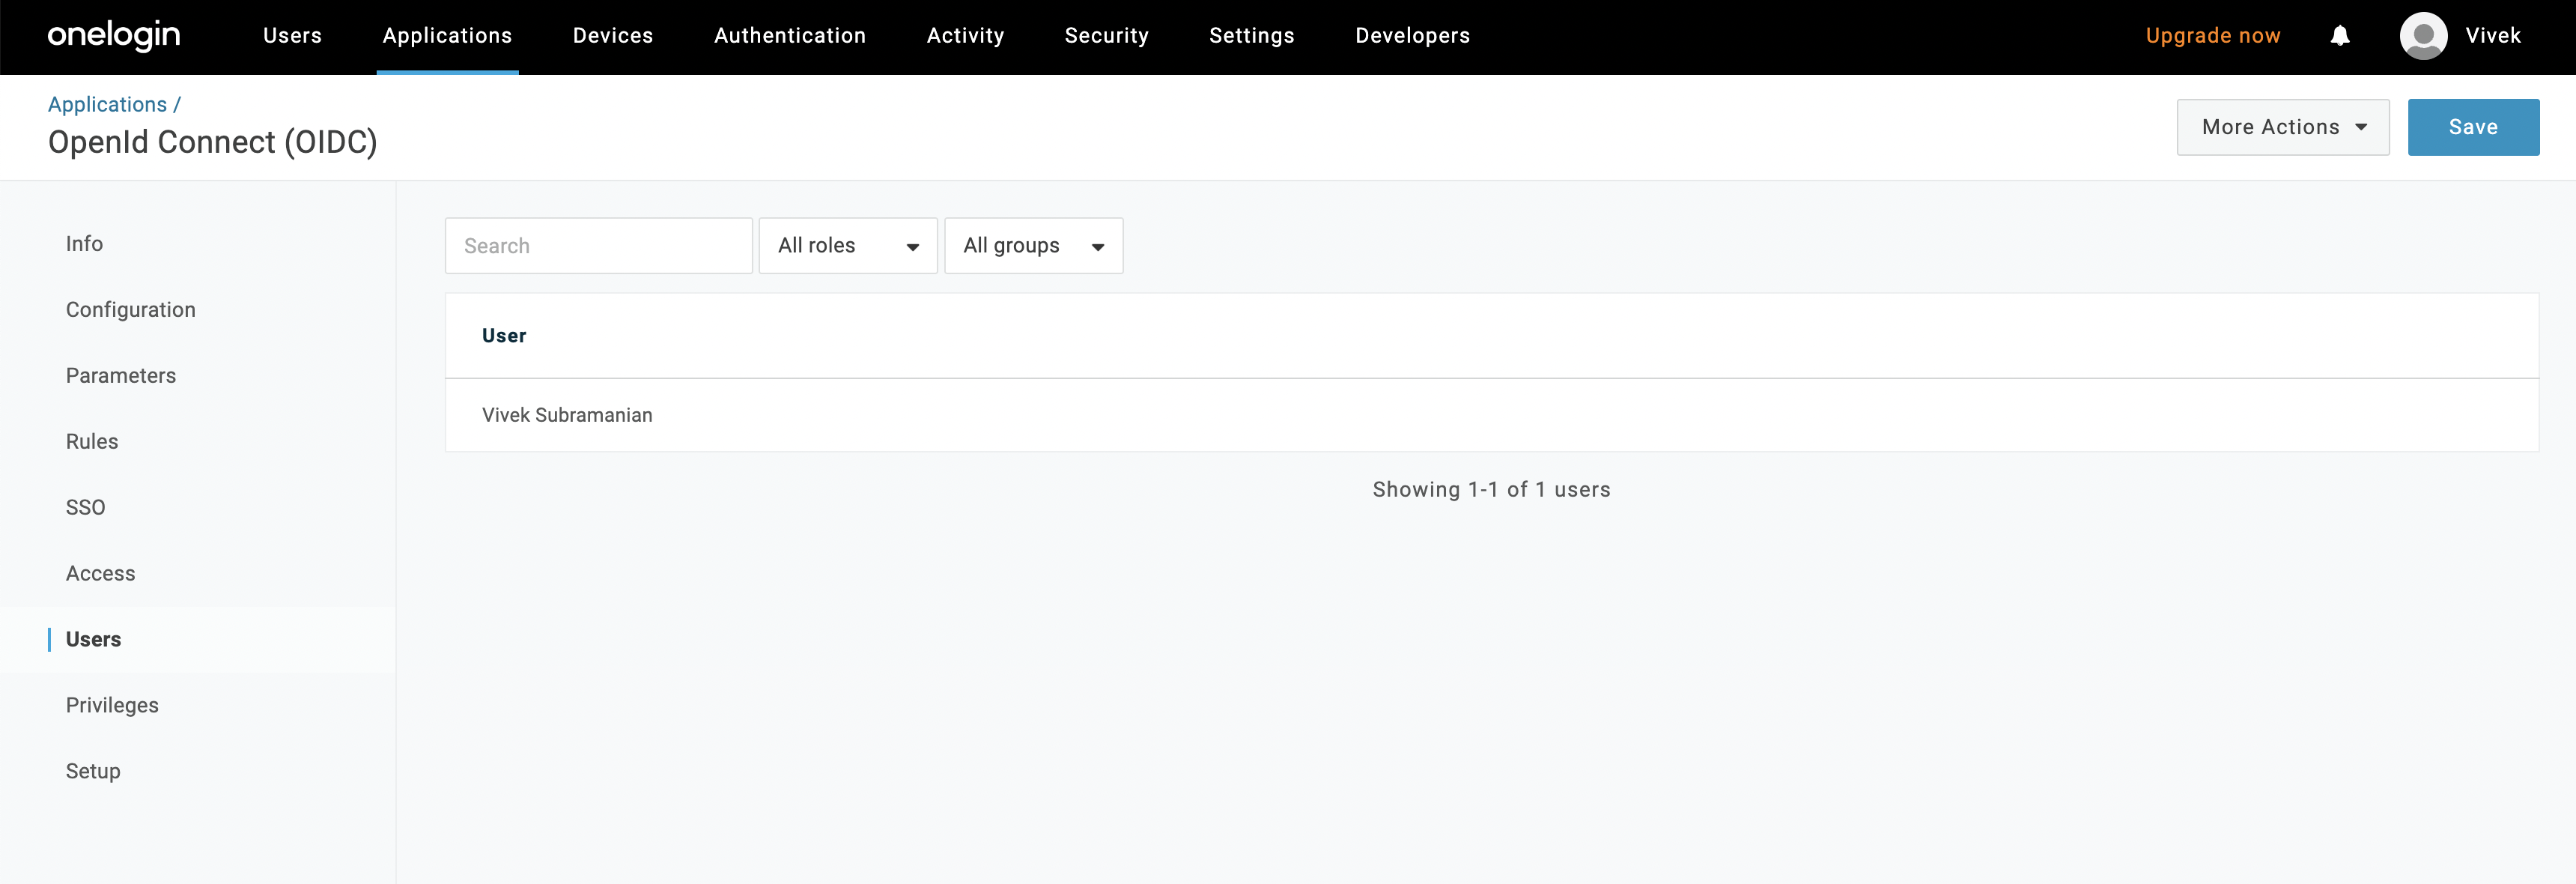 onelogin Users Applications Devices Authentication Activity Security Settings Developers Upgrade now Vivek
Applications /
OpenId Connect (OIDC)
More Actions Save
Info
Configuration
Parameters
Rules
SSO
Access
Users
Privileges
Setup
Search All roles All groups
User
Vivek Subramanian
Showing 1-1 of 1 users